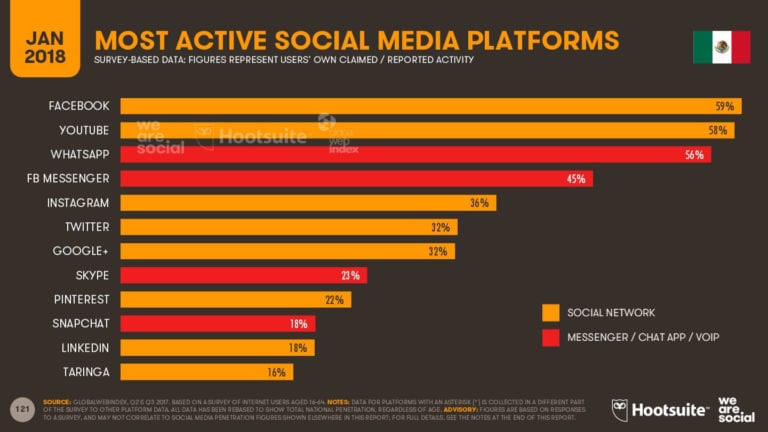 JAN
2018
MOST ACTIVE SOCIAL MEDIA PLATFORMS
SURVEY-BASED DATA: FIGURES REPRESENT USERS' OWN CLAIMED / REPORTED ACTIVITY
FACEBOOK 59%
YOUTUBE 58%
we are social Hootsuite global web index
WHATSAPP 56%
FB MESSENGER 45%
INSTAGRAM 36%
TWITTER 32%
GOOGLE+ 32%
SKYPE 23%
PINTEREST 22%
SNAPCHAT 18%
LINKEDIN 18%
TARINGA 16%
SOCIAL NETWORK
MESSENGER / CHAT APP / VOIP
121
SOURCE: GLOBALWEBINDEX, Q2 & Q3 2017. BASED ON A SURVEY OF INTERNET USERS AGED 16-64. NOTES: DATA FOR PLATFORMS WITH AN ASTERISK (*) IS COLLECTED IN A DIFFERENT PART
OF THE SURVEY TO OTHER PLATFORM DATA. ALL DATA HAS BEEN REBASED TO SHOW TOTAL NATIONAL PENETRATION, REGARDLESS OF AGE. ADVISORY: FIGURES ARE BASED ON RESPONSES
TO A SURVEY, AND MAY NOT CORRELATE TO SOCIAL MEDIA PENETRATION FIGURES SHOWN ELSEWHERE IN THIS REPORT; FOR FULL DETAILS, SEE THE NOTES AT THE END OF THIS REPORT.
Hootsuite™
we
are
social